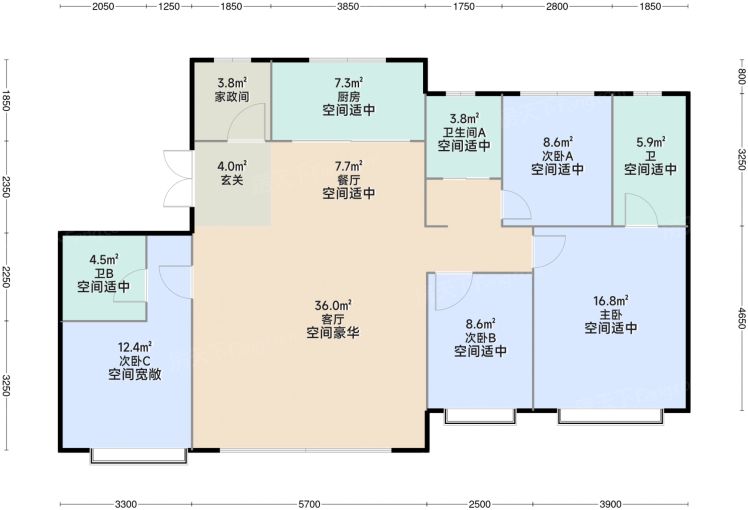 2050
1250
1850
3850
1750
2800
1850
1850
2350
2250
3250
800
3250
4650
3.8㎡
家政间
7.3㎡
厨房
空间适中
3.8㎡
卫生间A
空间适中
8.6㎡
次卧A
空间适中
5.9㎡
卫
空间适中
4.0㎡
玄关
7.7㎡
餐厅
空间适中
4.5㎡
卫B
空间适中
36.0㎡
客厅
空间豪华
16.8㎡
主卧
空间适中
8.6㎡
次卧B
空间适中
12.4㎡
次卧C
空间宽敞
3300
5700
2500
3900